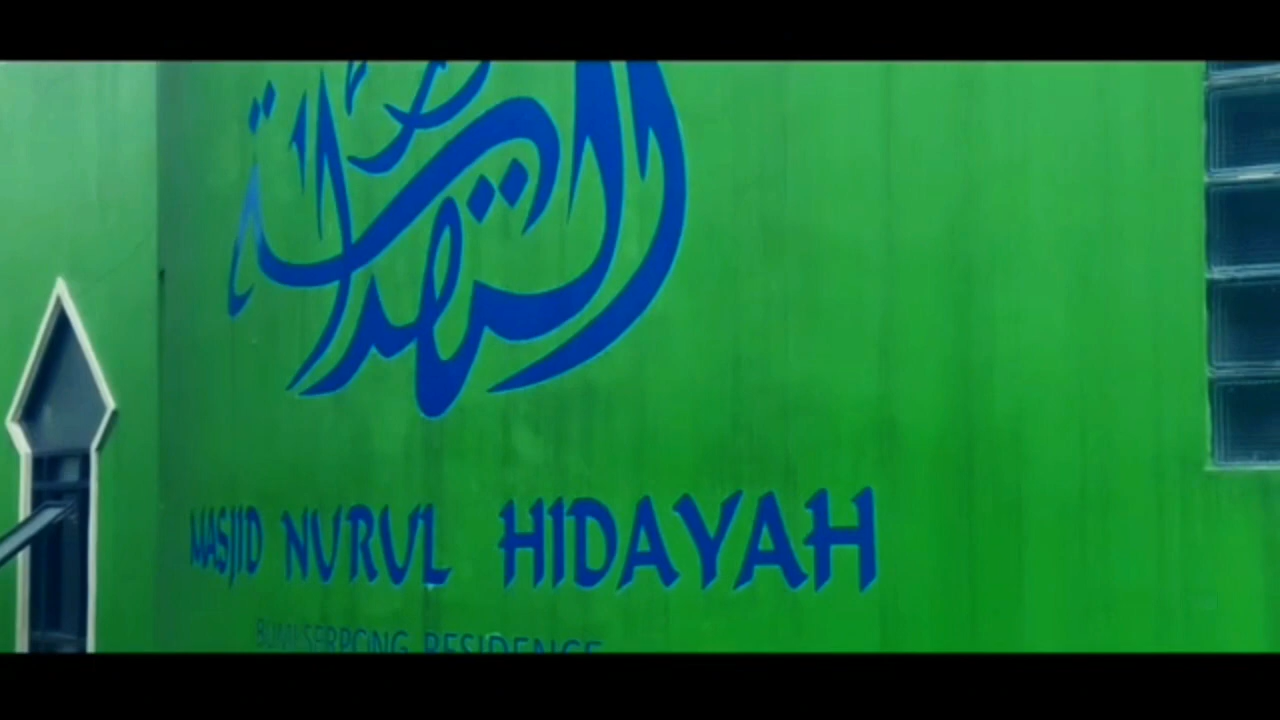 الهداية
MASJID NURUL HIDAYAH
BUMI SERPONG RESIDENCE